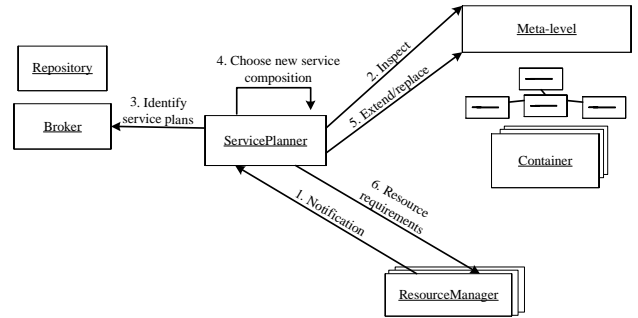 Meta-level
4. Choose new service
composition
2. Inspect
Repository
3. Identify
service plans
5. Extend/replace
Broker
ServicePlanner
Container
6. Resource
requirements
1. Notification
ResourceManager